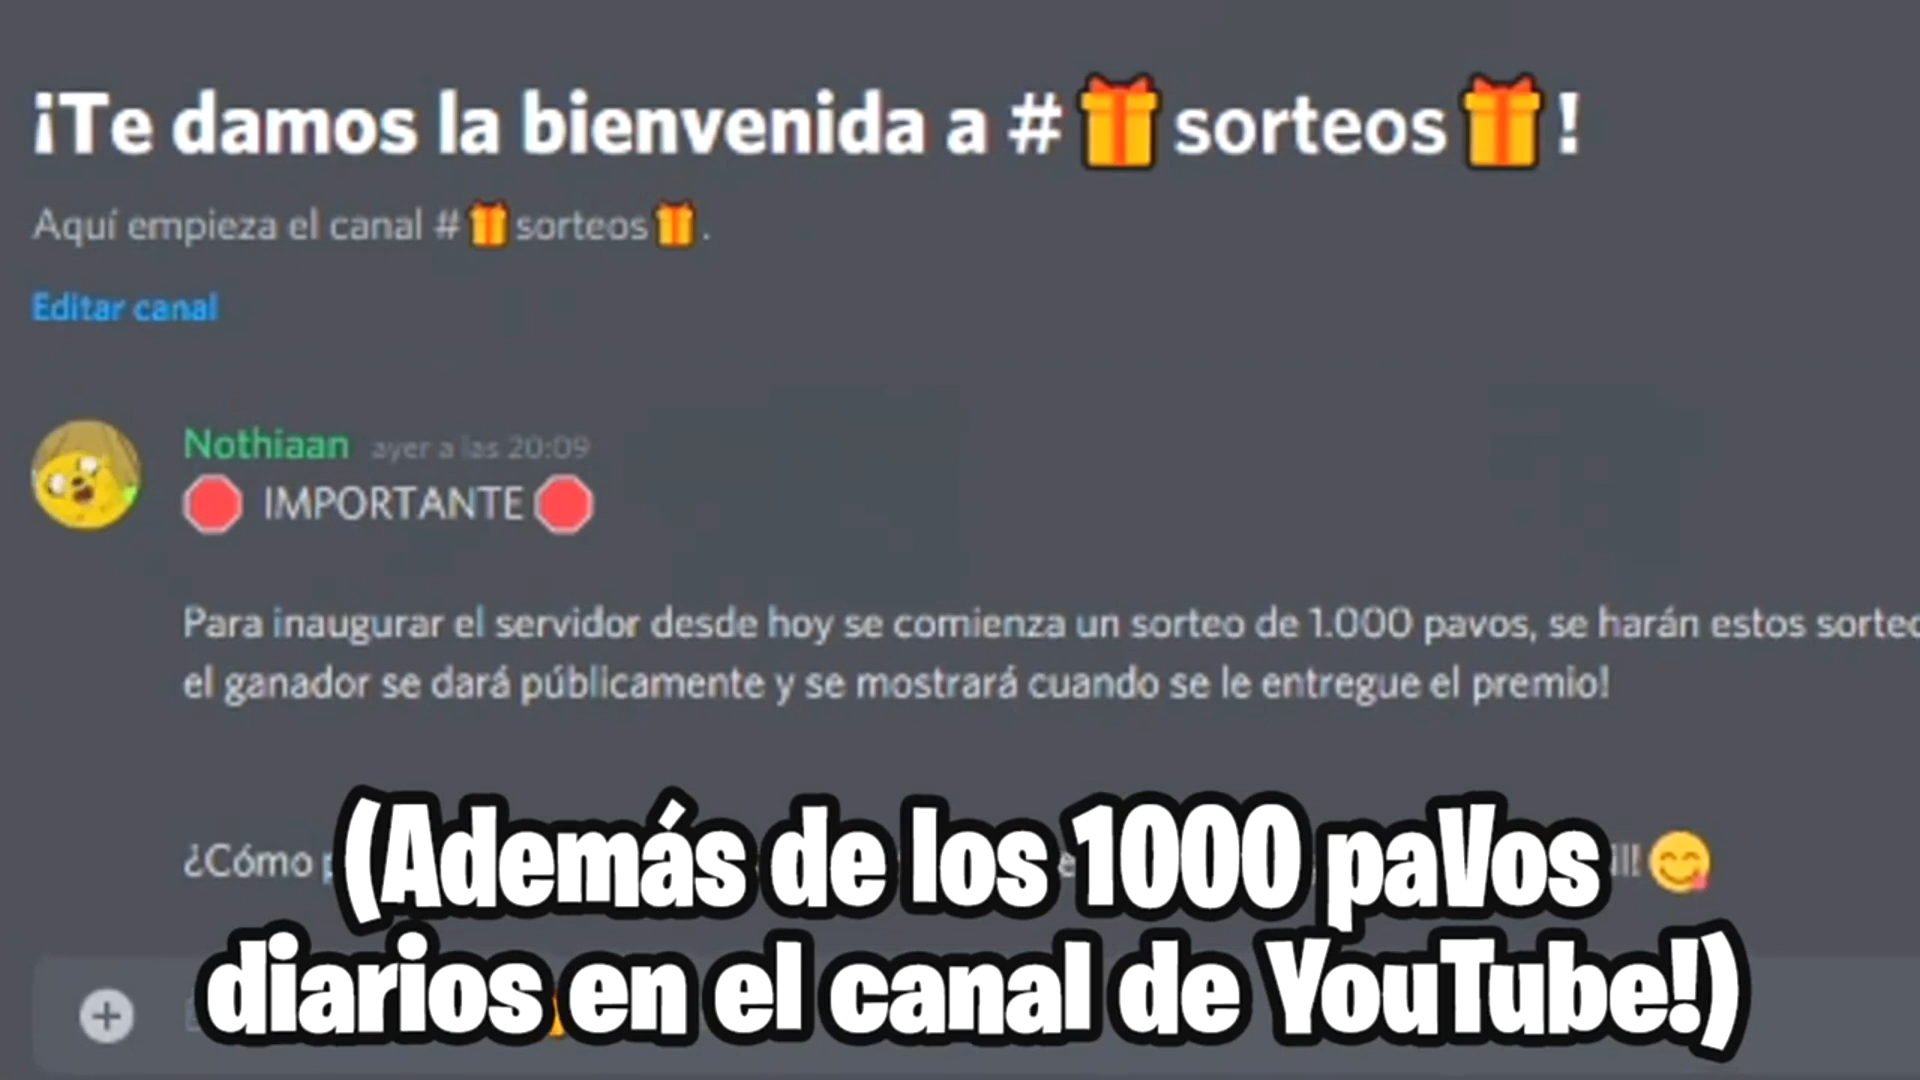 ¡Te damos la bienvenida a #🎁sorteos🎁!
Aquí empieza el canal #🎁sorteos🎁.
Editar canal
Nothiaan ayer a las 20:09
🛑 IMPORTANTE 🛑
Para inaugurar el servidor desde hoy se comienza un sorteo de 1.000 pavos, se harán estos
el ganador se dará públicamente y se mostrará cuando se le entregue el premio!
¿Cómo
(Además de los 1000 paVos
diarios en el canal de YouTube!)